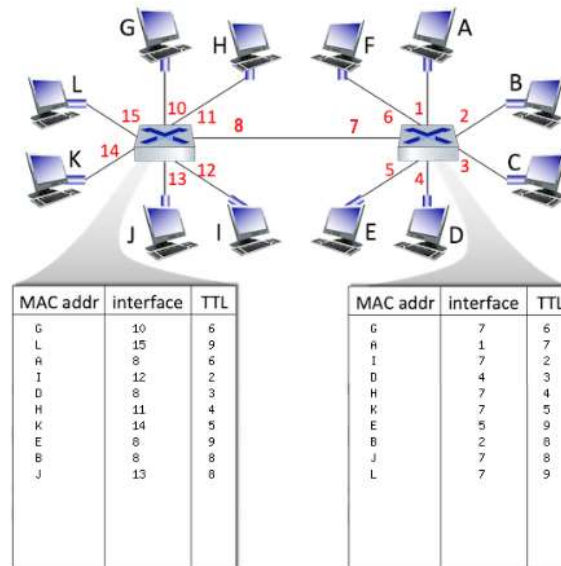 G
H
F
A
L
B
15
10
11
8
7
6
1
2
K
14
13
12
5
4
3
C
J
I
E
D
MAC addr interface TTL
G 10 6
L 15 9
A 8 6
I 12 2
D 8 3
H 11 4
K 14 5
E 8 9
B 8 8
J 13 8
MAC addr interface TTL
G 7 6
A 1 7
I 7 2
D 4 3
H 7 4
K 7 5
E 5 9
B 2 8
J 7 8
L 7 9